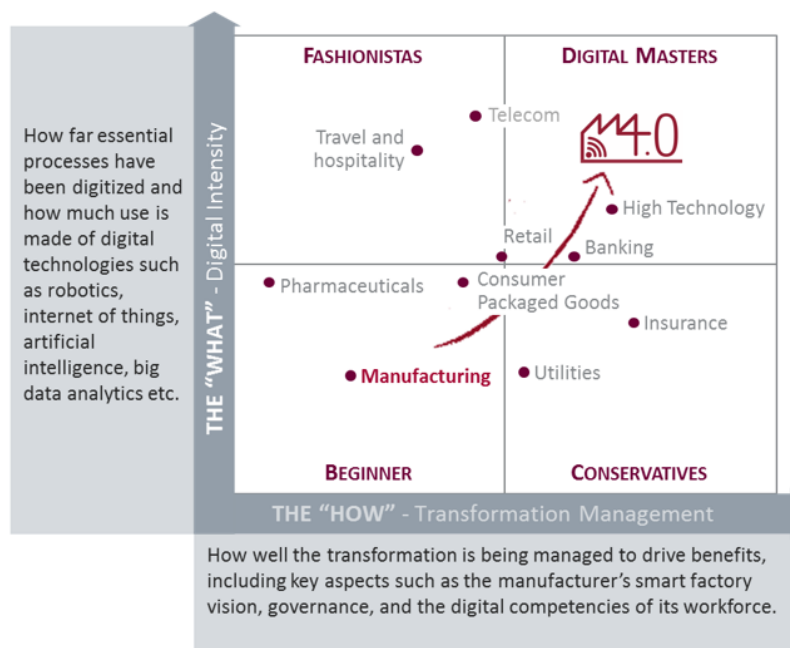 How far essential
processes have
been digitized and
how much use is
made of digital
technologies such
as robotics,
internet of things,
artificial
intelligence, big
data analytics etc.
THE “WHAT” - Digital Intensity
FASHIONISTAS
DIGITAL MASTERS
Telecom
Travel and
hospitality
4.0
High Technology
Retail
Banking
Pharmaceuticals
Consumer
Packaged Goods
Insurance
Manufacturing
Utilities
BEGINNER
CONSERVATIVES
THE “HOW” - Transformation Management
How well the transformation is being managed to drive benefits,
including key aspects such as the manufacturer’s smart factory
vision, governance, and the digital competencies of its workforce.